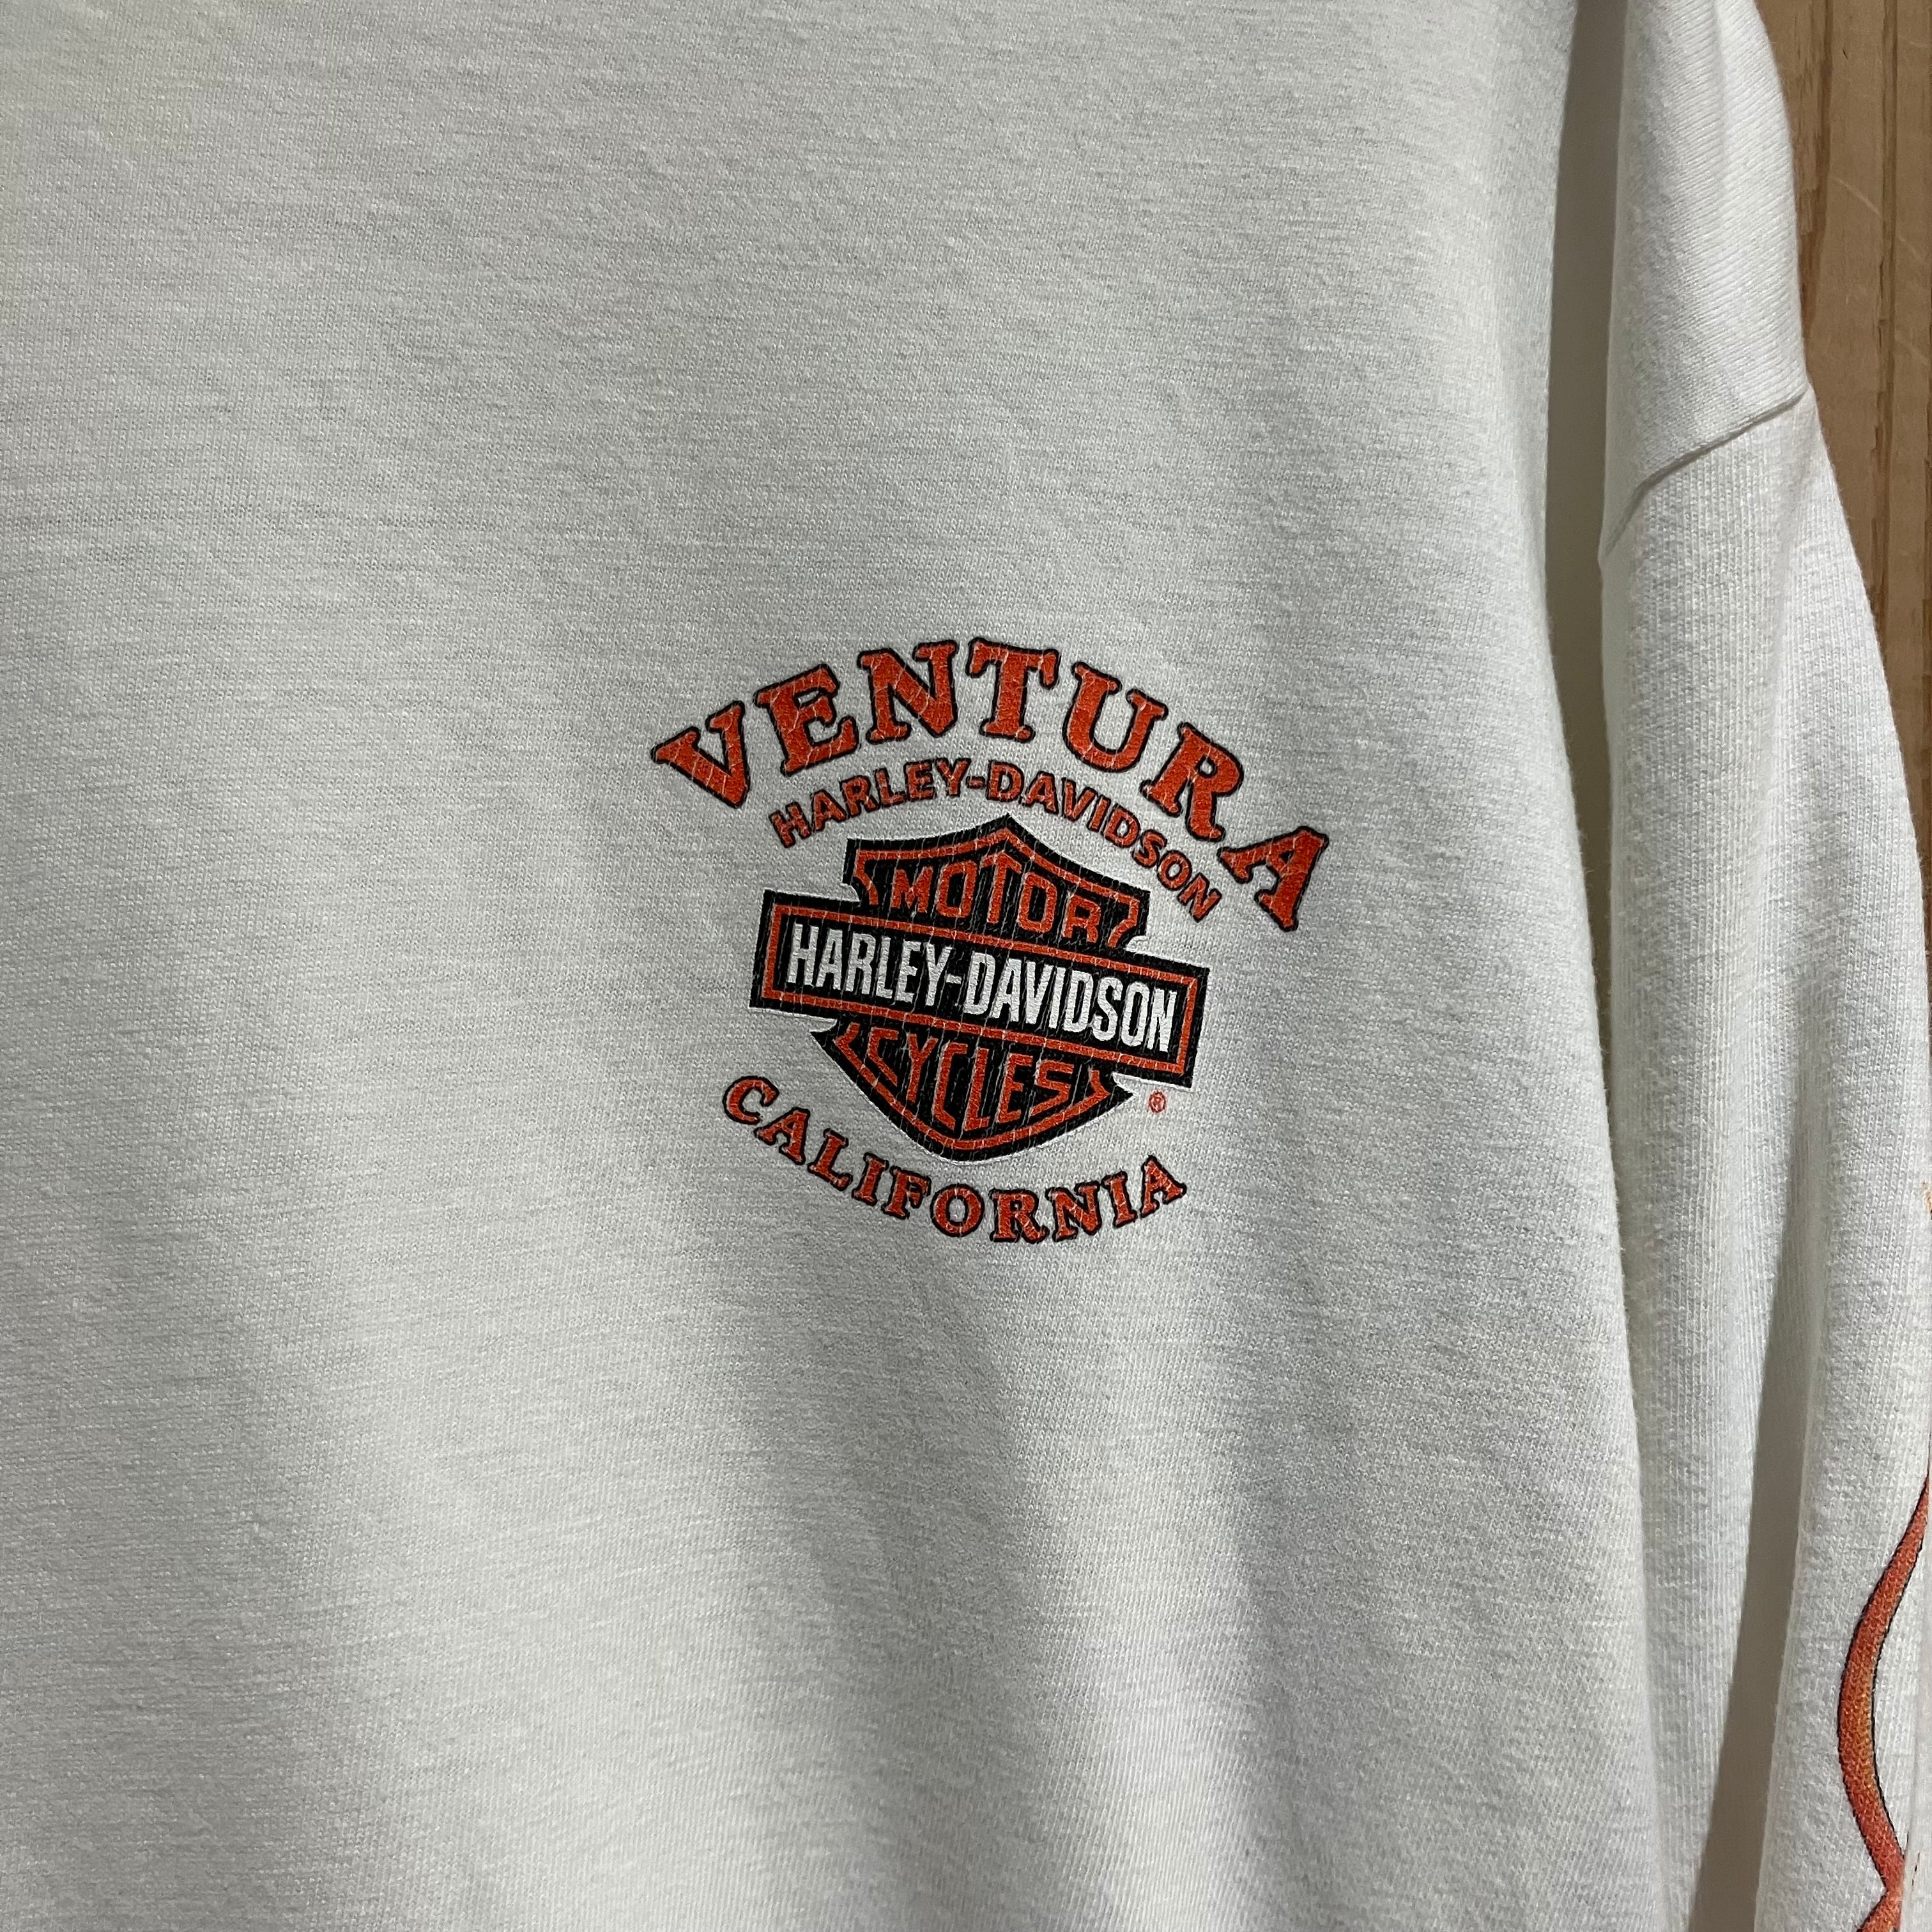 VENTURA
HARLEY-DAVIDSON
MOTOR
HARLEY-DAVIDSON
CYCLES
®
CALIFORNIA